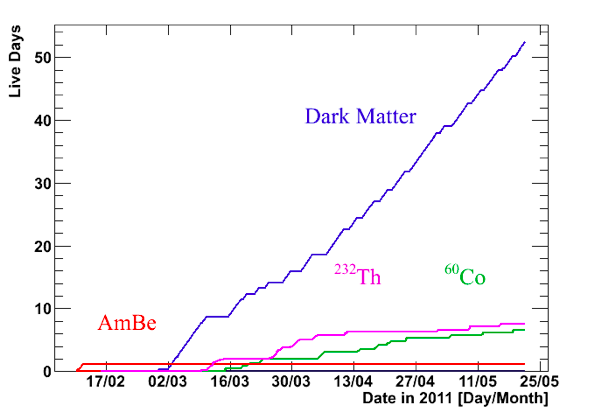 Live Days
50
40
30
20
10
0
Dark Matter
232Th
60Co
AmBe
17/02 02/03 16/03 30/03 13/04 27/04 11/05 25/05
Date in 2011 [Day/Month]